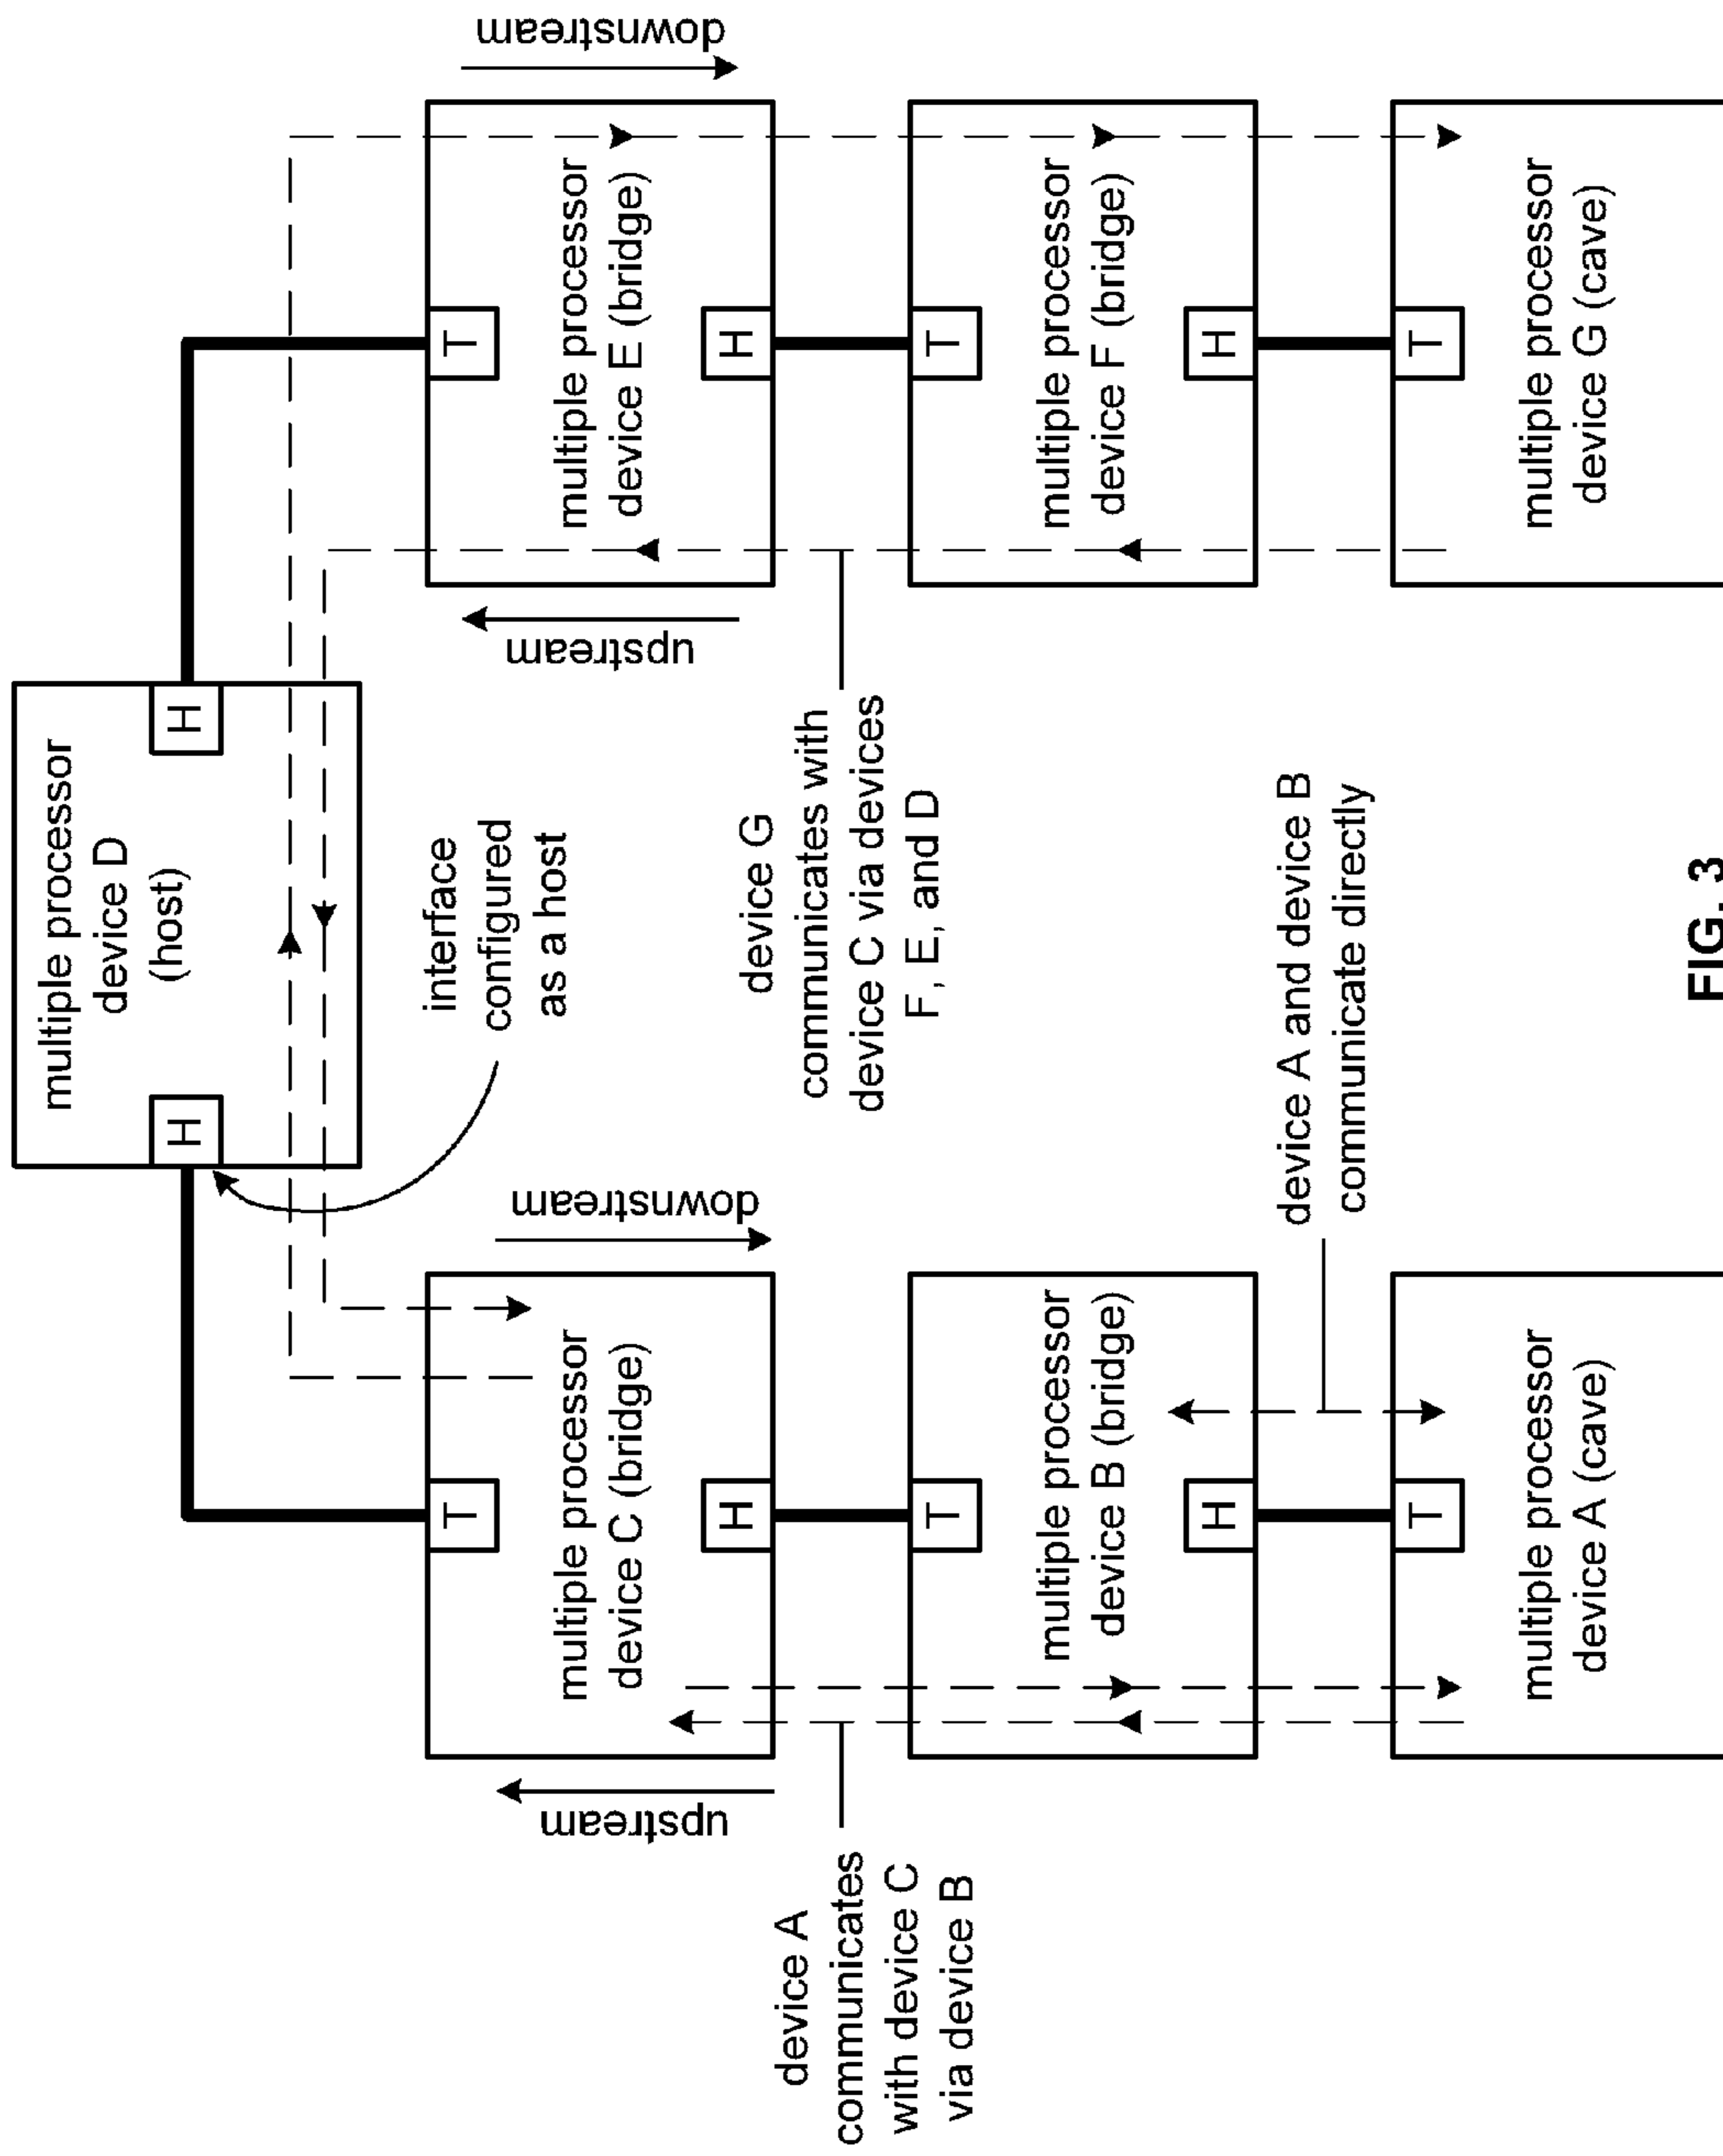 multiple processor
device D
(host)
H
H
interface
configured
as a host
upstream
downstream
upstream
downstream
T
multiple processor
device C (bridge)
H
T
multiple processor
device E (bridge)
H
device A
communicates
with device C
via device B
device G
communicates with
device C via devices
F, E, and D
T
multiple processor
device B (bridge)
H
T
multiple processor
device F (bridge)
H
device A and device B
communicate directly
T
multiple processor
device A (cave)
T
multiple processor
device G (cave)
FIG. 3